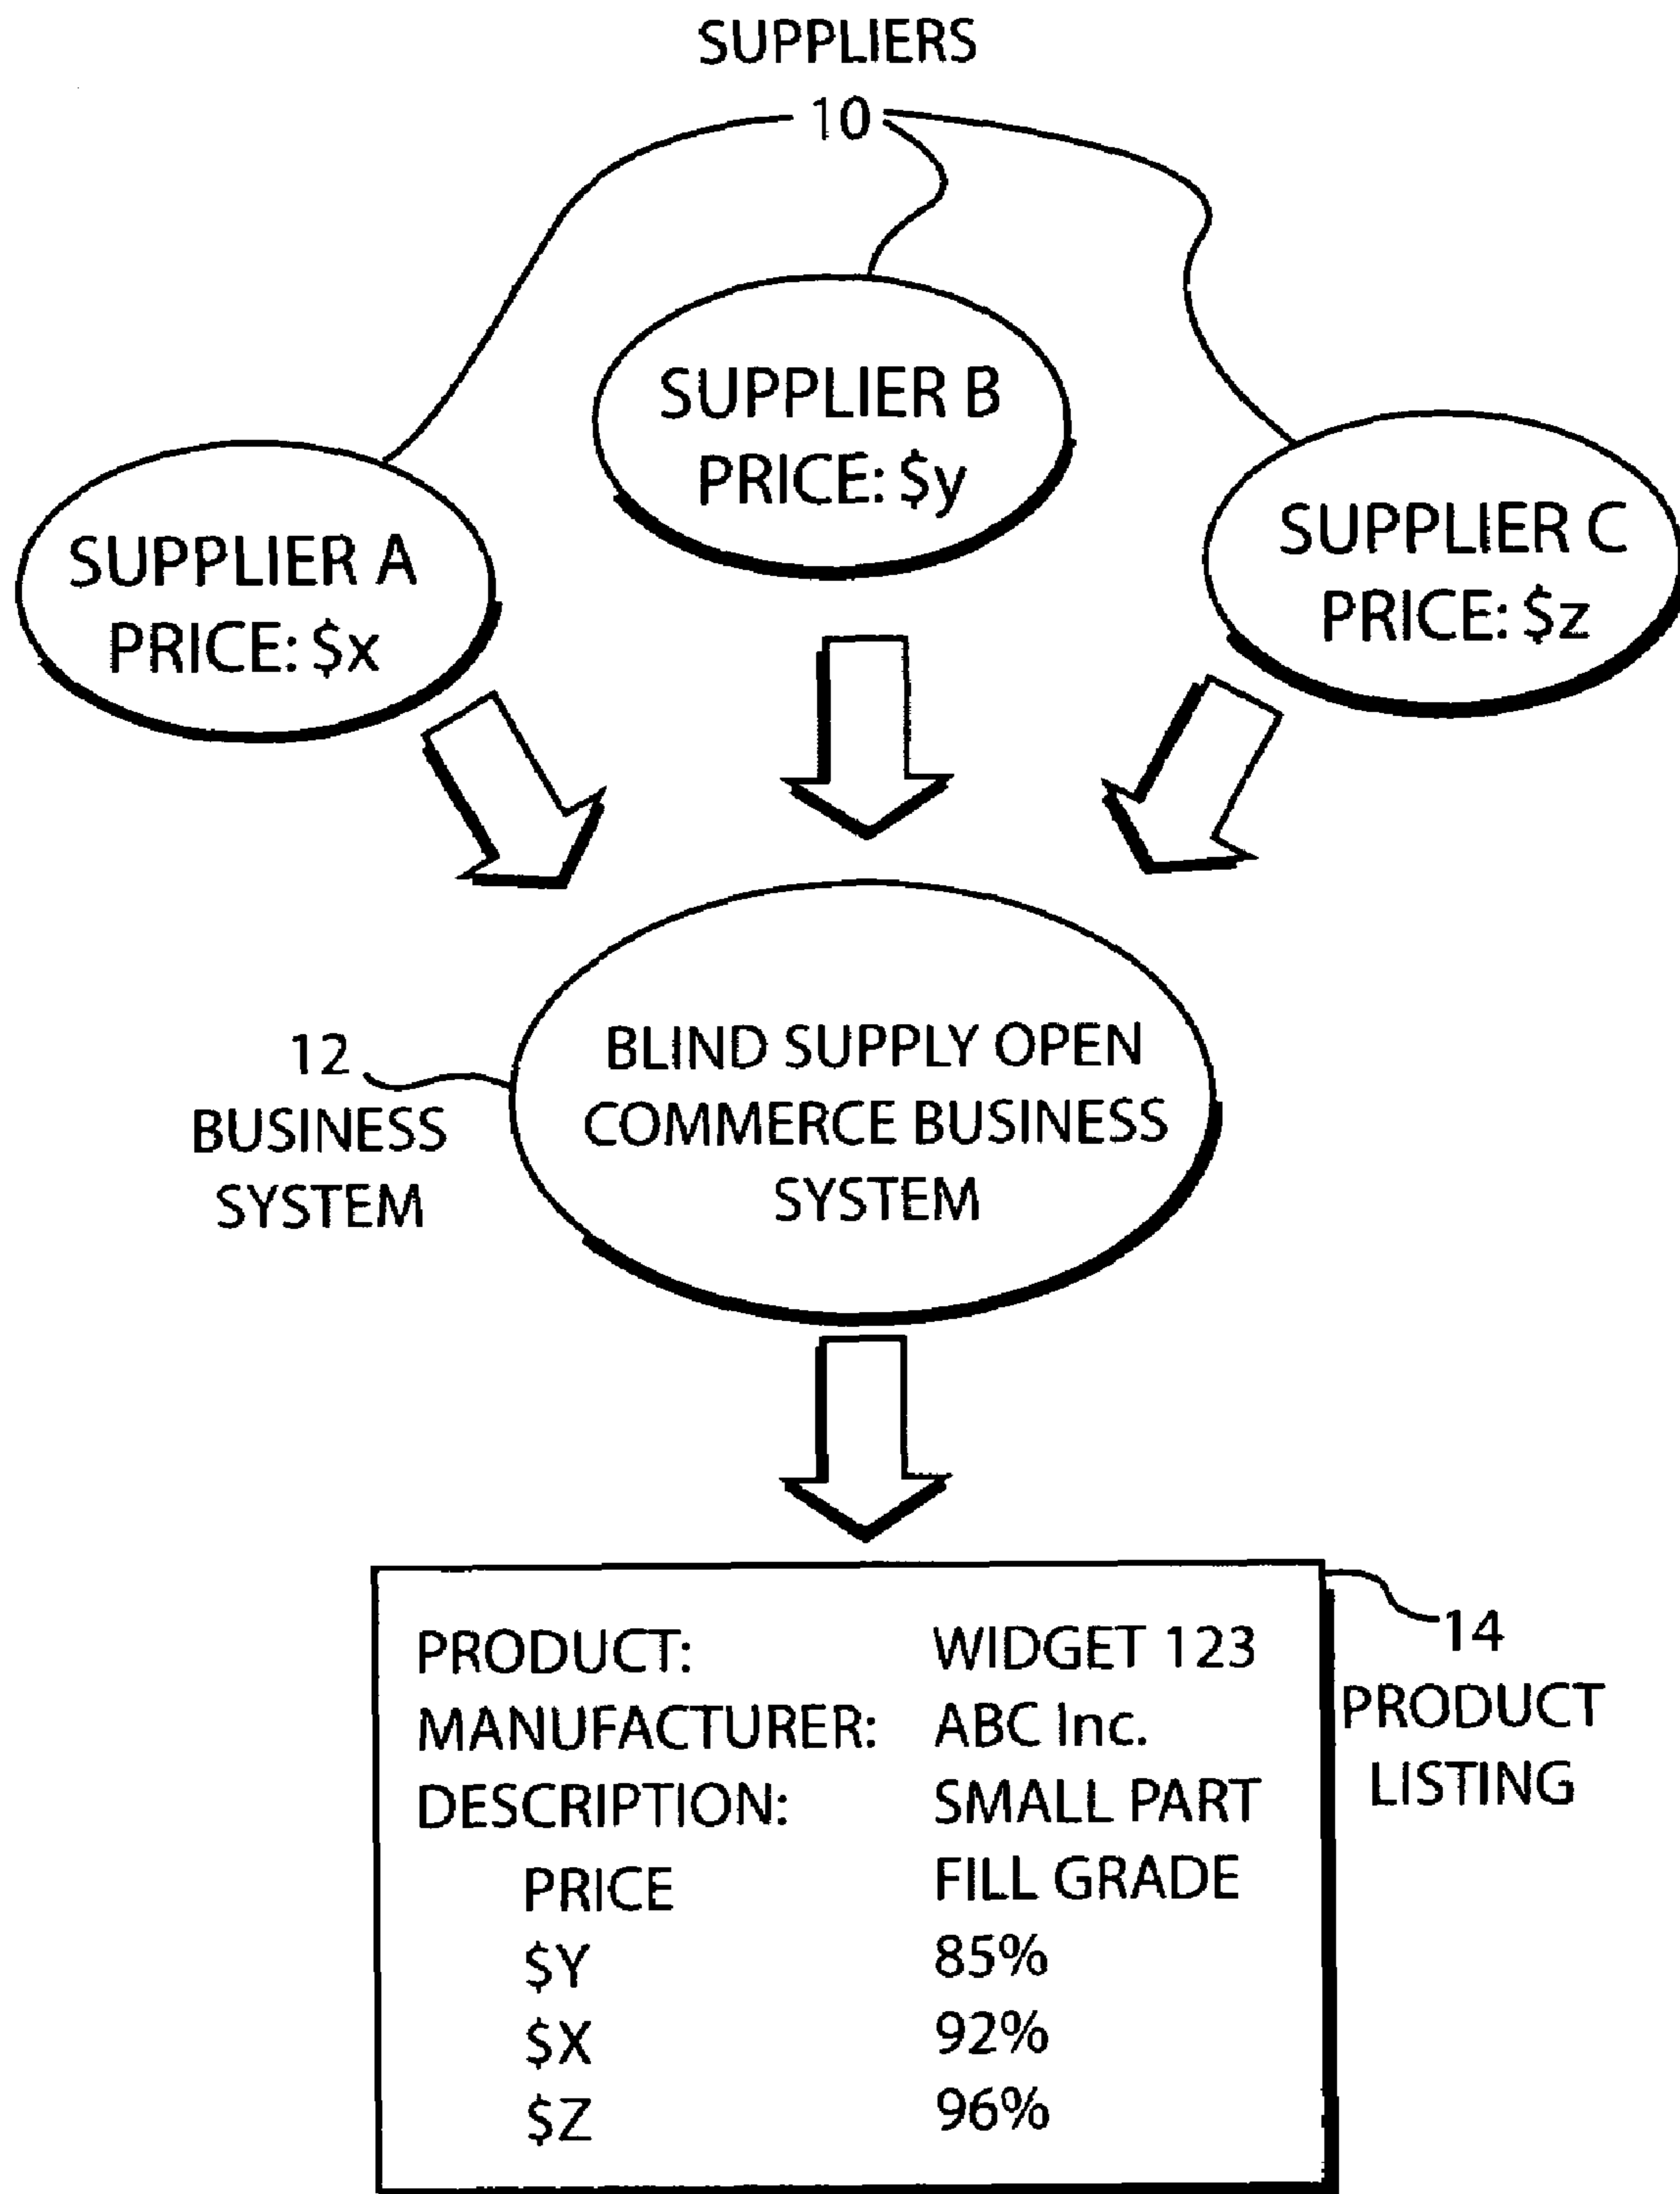 SUPPLIERS
10
SUPPLIER B
PRICE: $y
SUPPLIER A
PRICE: $x
SUPPLIER C
PRICE: $z
12
BUSINESS
SYSTEM
BLIND SUPPLY OPEN
COMMERCE BUSINESS
SYSTEM
PRODUCT: WIDGET 123
MANUFACTURER: ABC Inc.
DESCRIPTION: SMALL PART
PRICE FILL GRADE
$Y 85%
$X 92%
$Z 96%
14
PRODUCT
LISTING